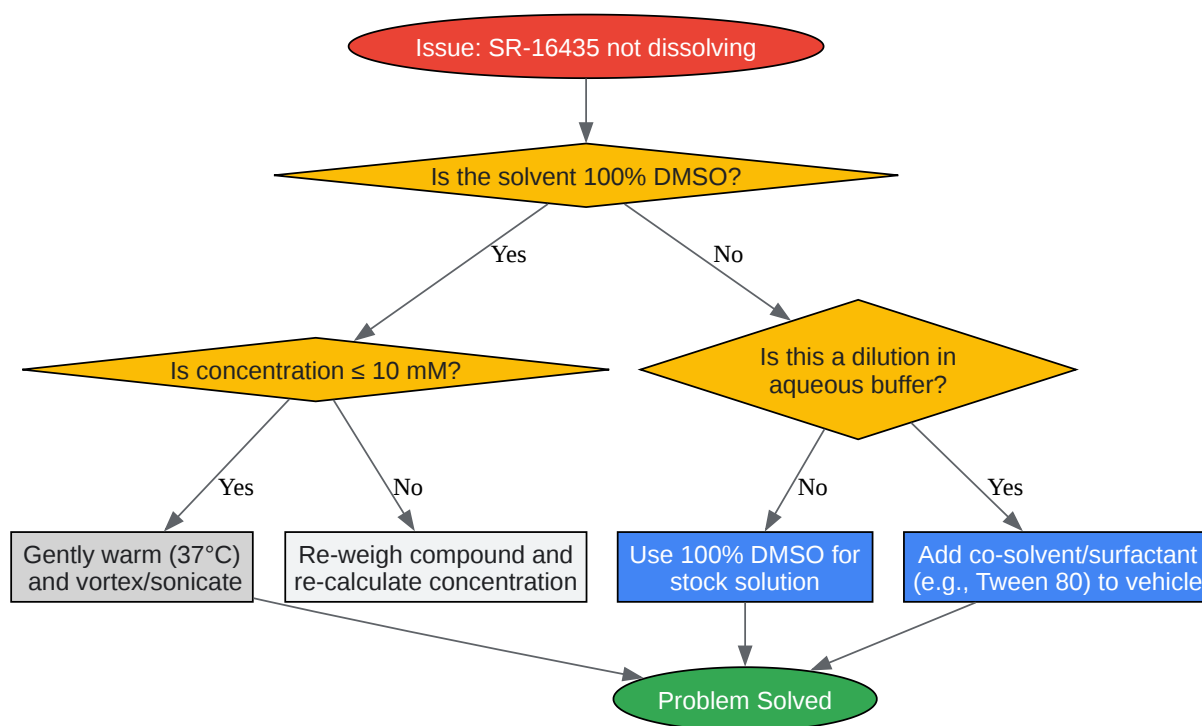 Issue: SR-16435 not dissolving
Is the solvent 100% DMSO?
Yes
No
Is concentration ≤ 10 mM?
Is this a dilution in
aqueous buffer?
Yes
No
No
Yes
Gently warm (37°C)
and vortex/sonicate
Re-weigh compound and
re-calculate concentration
Use 100% DMSO for
stock solution
Add co-solvent/surfactant
(e.g., Tween 80) to vehicle
Problem Solved